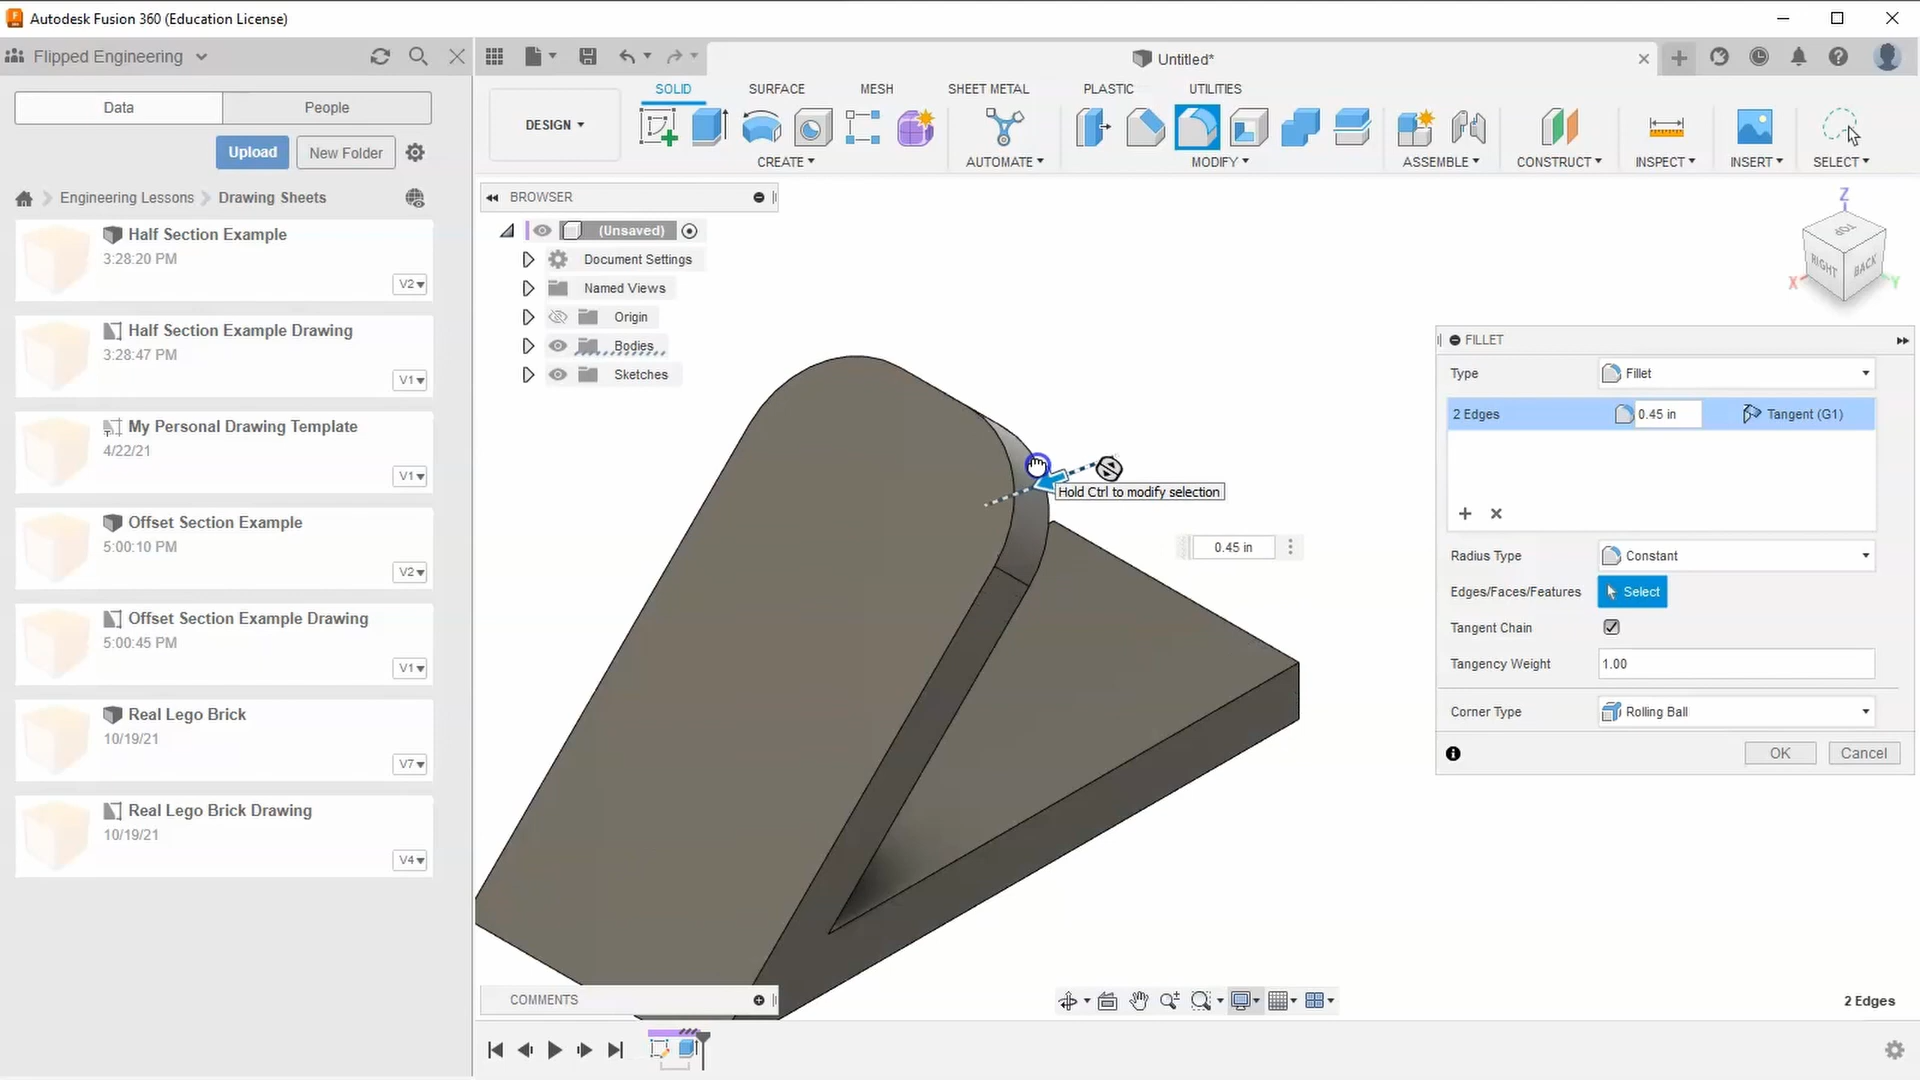 Autodesk Fusion 360 (Education License)
Flipped Engineering
Untitled*
Data
People
Upload
New Folder
Engineering Lessons
Drawing Sheets
Half Section Example
3:28:20 PM
V2
Half Section Example Drawing
3:28:47 PM
V1
My Personal Drawing Template
4/22/21
V1
Offset Section Example
5:00:10 PM
V2
Offset Section Example Drawing
5:00:45 PM
V1
Real Lego Brick
10/19/21
V7
Real Lego Brick Drawing
10/19/21
V4
SOLID
SURFACE
MESH
SHEET METAL
PLASTIC
UTILITIES
DESIGN
CREATE
AUTOMATE
MODIFY
ASSEMBLE
CONSTRUCT
INSPECT
INSERT
SELECT
BROWSER
(Unsaved)
Document Settings
Named Views
Origin
Bodies
Sketches
Z
TOP
RIGHT
BACK
X
Y
Hold Ctrl to modify selection
0.45 in
FILLET
Type
Fillet
2 Edges
0.45 in
Tangent (G1)
Radius Type
Constant
Edges/Faces/Features
Select
Tangent Chain
Tangency Weight
1.00
Corner Type
Rolling Ball
OK
Cancel
COMMENTS
2 Edges